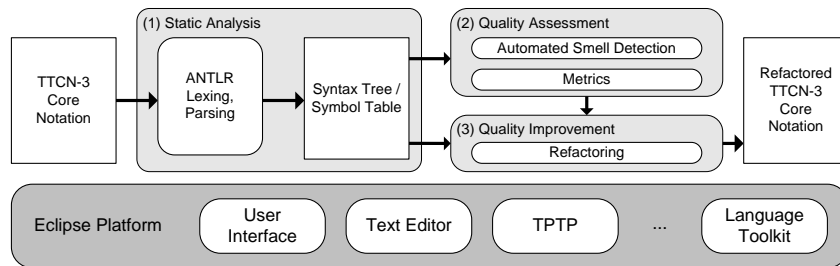 (1) Static Analysis
(2) Quality Assessment
TTCN-3
Core
Notation
ANTLR
Lexing,
Parsing
Syntax Tree /
Symbol Table
Automated Smell Detection
Metrics
(3) Quality Improvement
Refactoring
Refactored
TTCN-3
Core
Notation
Eclipse Platform
User
Interface
Text Editor
TPTP
...
Language
Toolkit